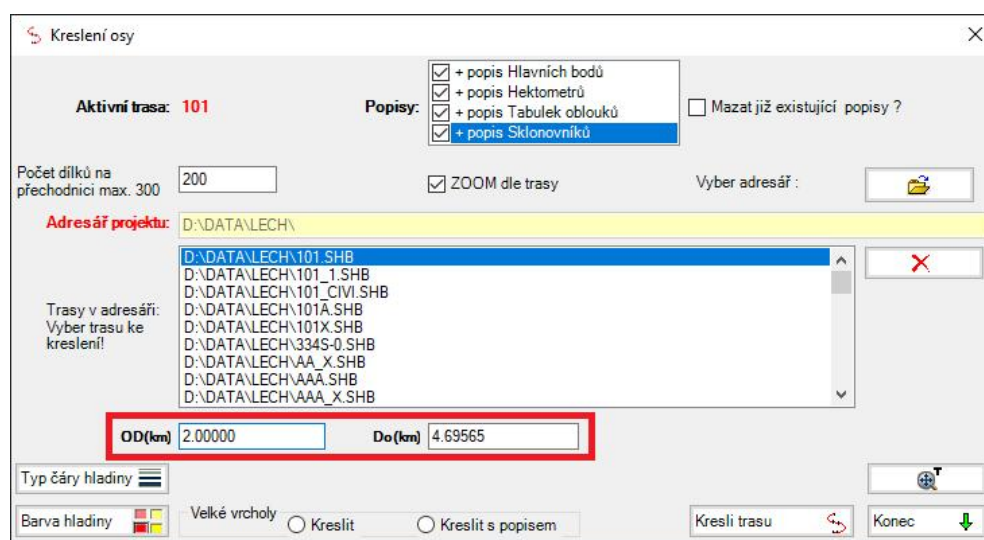 Kreslení osy
+ popis Hlavních bodů
+ popis Hektometrů
Aktivní trasa: 101 Popisy: + popis Tabulek oblouků Mazat již existující popisy ?
+ popis Sklonovníků
Počet dílků na
přechodnici max. 300 200 ZOOM dle trasy Vyber adresář :
Adresář projektu: D:\DATA\LECH\
D:\DATA\LECH\101.SHB
D:\DATA\LECH\101_1.SHB
D:\DATA\LECH\101_CIVI.SHB
Trasy v adresáři: D:\DATA\LECH\101A.SHB
Vyber trasu ke D:\DATA\LECH\101X.SHB
kreslení! D:\DATA\LECH\334S-0.SHB
D:\DATA\LECH\AA_X.SHB
D:\DATA\LECH\AAA.SHB
D:\DATA\LECH\AAA_X.SHB
OD(km) 2.00000 Do(km) 4.69565
Typ čáry hladiny T
Barva hladiny Velké vrcholy Kreslit Kreslit s popisem Kresli trasu Konec